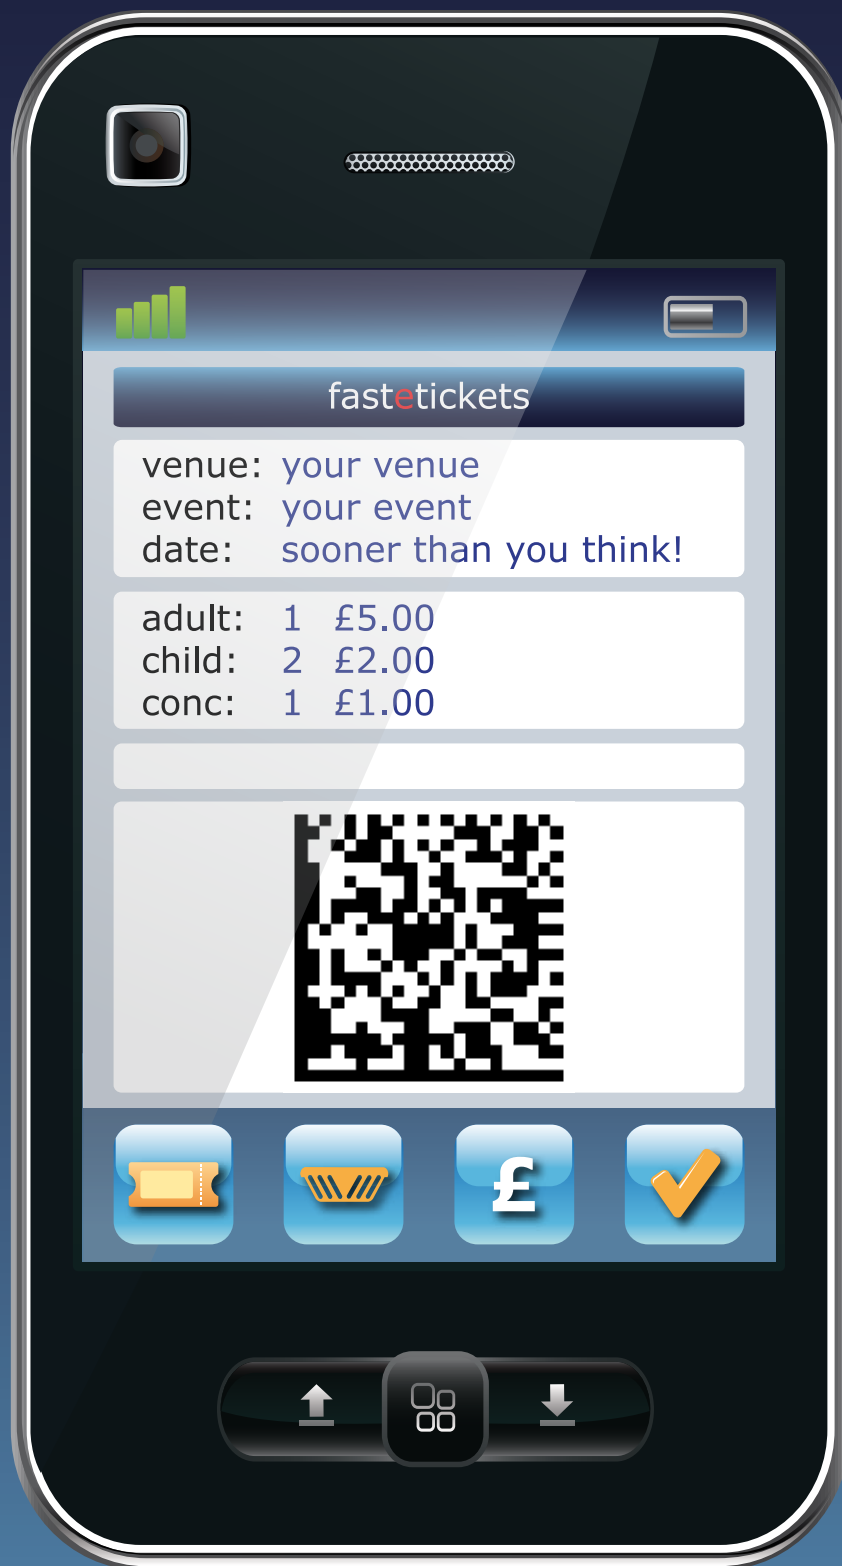 fastetickets
venue: your venue
event: your event
date: sooner than you think!
adult: 1 £5.00
child: 2 £2.00
conc: 1 £1.00
£